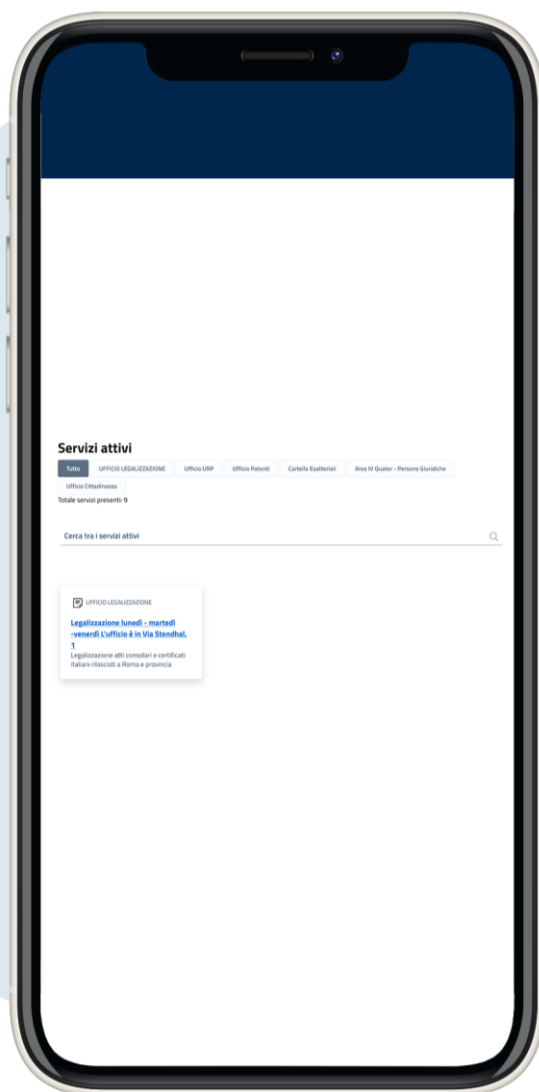 Servizi attivi
Tutto UFFICIO LEGALIZZAZIONE Ufficio URP Ufficio Patenti Cartelle Esattoriali Area IV Quater - Persone Giuridiche
Ufficio Cittadinanza
Totale servizi presenti: 9
Cerca tra i servizi attivi
UFFICIO LEGALIZZAZIONE
Legalizzazione lunedì - martedì
-venerdì L'ufficio è in Via Stendhal,
1
Legalizzazione atti consolari e certificati
italiani rilasciati a Roma e provincia